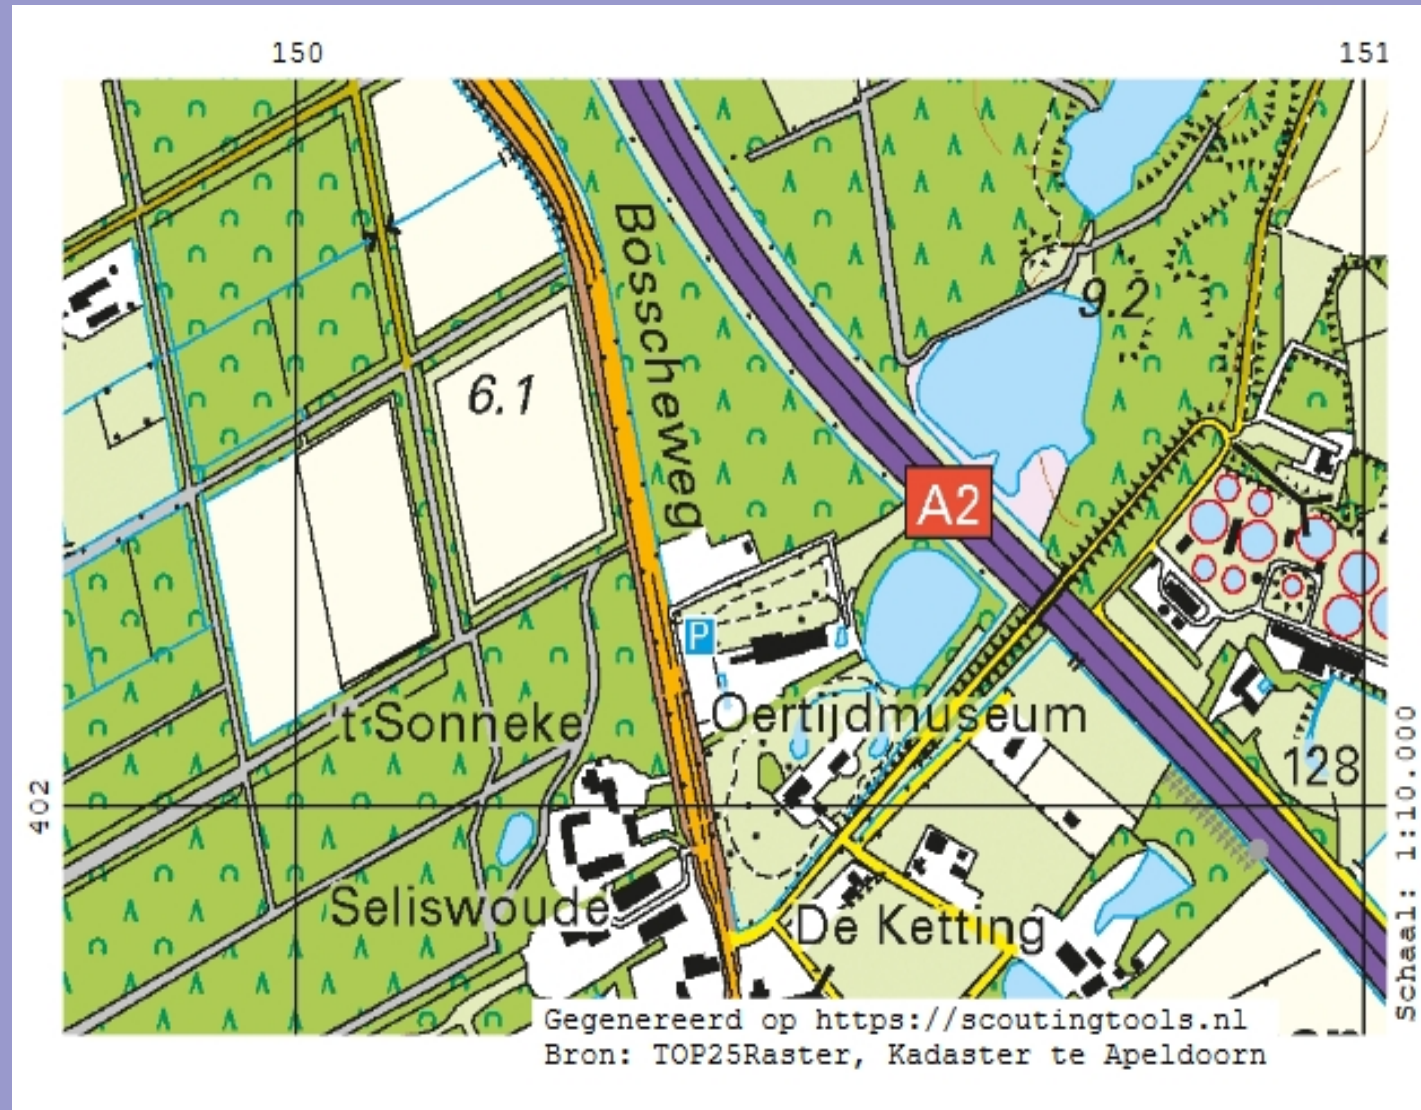 150 151
Bosscheweg
9.2
6.1
A2
P
't Sonneke
Oertijdmuseum
128
402
Seliswoude
De Ketting
Schaal: 1:10.000
Gegenereerd op https://scoutingtools.nl
Bron: TOP25Raster, Kadaster te Apeldoorn